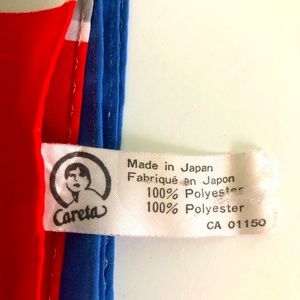 Careta
Made in Japan
Fabriqué en Japon
100% Polyester
100% Polyester
CA 01150